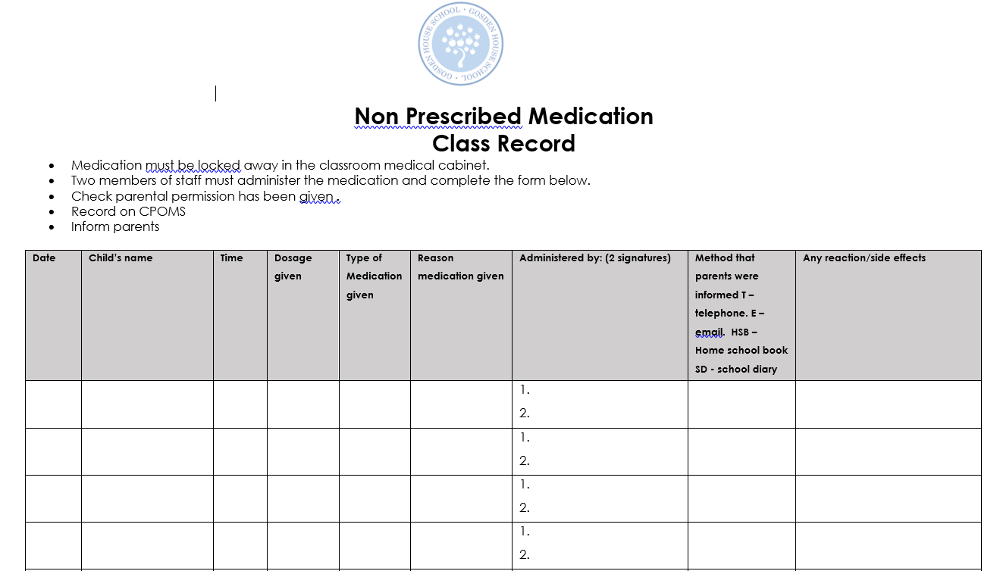 GOSDEN HOUSE SCHOOL · GOSDEN HOUSE SCHOOL ·
Non Prescribed Medication
Class Record
• Medication must be locked away in the classroom medical cabinet.
• Two members of staff must administer the medication and complete the form below.
• Check parental permission has been given .
• Record on CPOMS
• Inform parents
Date
Child's name
Time
Dosage
given
Type of
Medication
given
Reason
medication given
Administered by: (2 signatures)
Method that
parents were
informed T –
telephone. E –
email.  HSB –
Home school book
SD - school diary
Any reaction/side effects
1.
2.
1.
2.
1.
2.
1.
2.